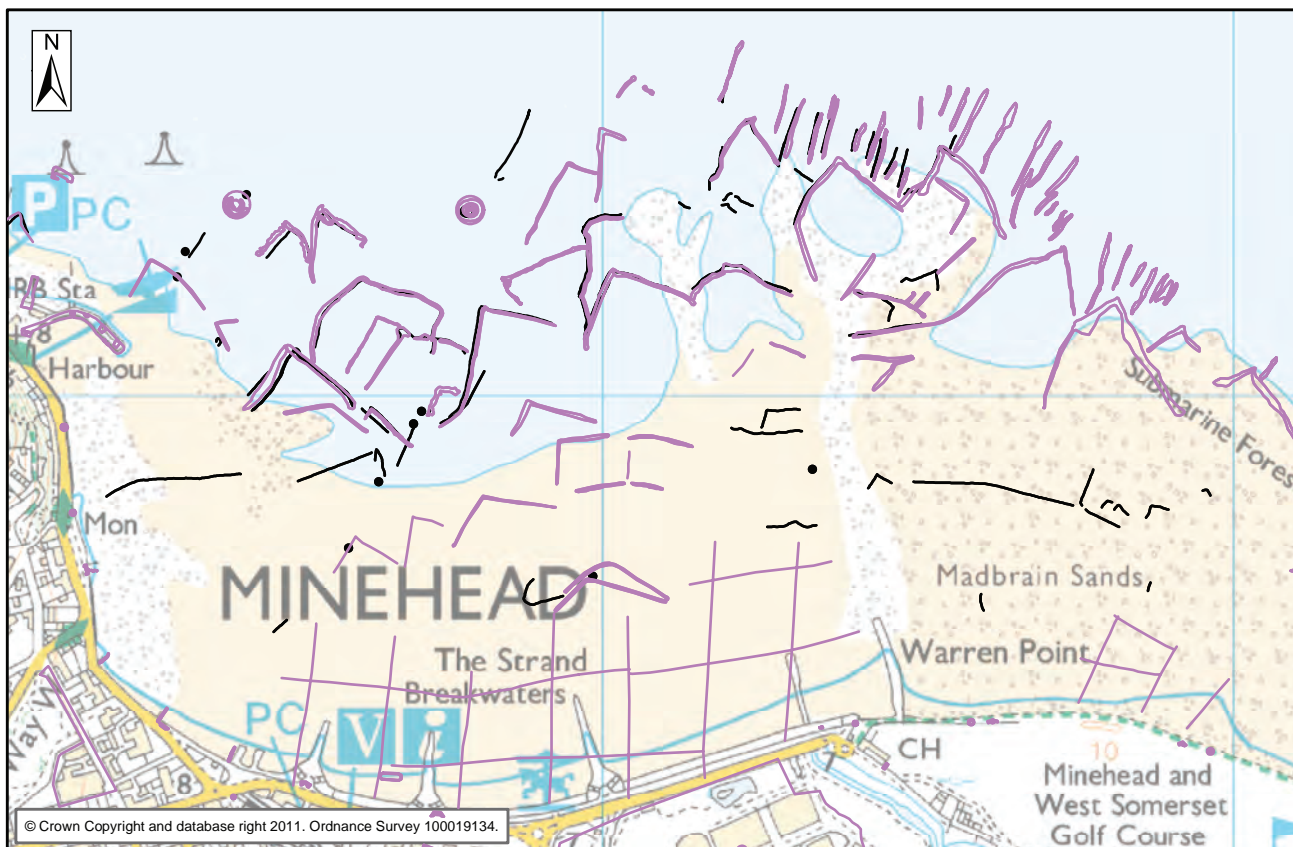 N
P PC
RB Sta
8
Harbour
Submarine Fores
Mon
MINEHEAD
Madbrain Sands
The Strand
Breakwaters
Warren Point
Way W
PC
V i
CH
10
8
Minehead and
West Somerset
Golf Course
© Crown Copyright and database right 2011. Ordnance Survey 100019134.